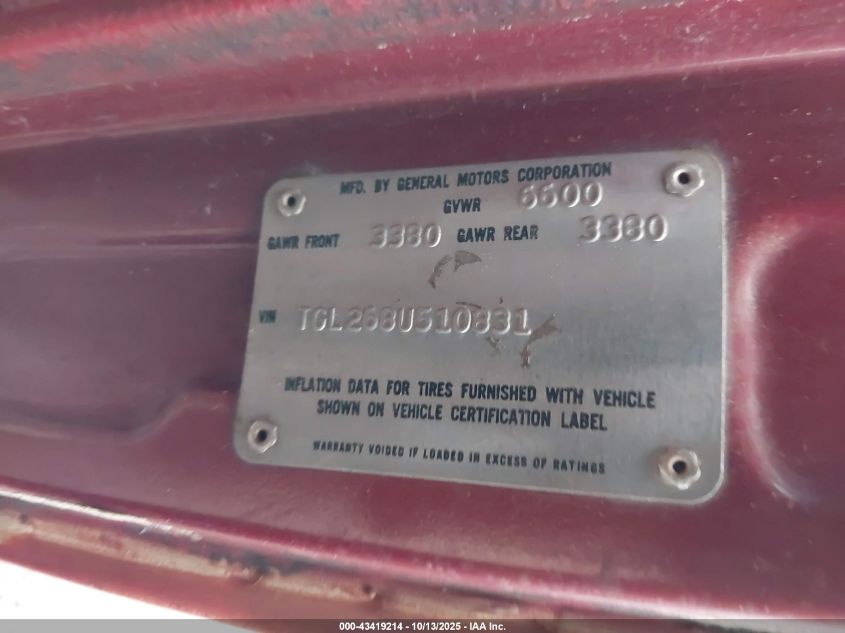 MFD. BY GENERAL MOTORS CORPORATION
GVWR 6600
GAWR FRONT 3380 GAWR REAR 3380
VIN TGL268U510831
INFLATION DATA FOR TIRES FURNISHED WITH VEHICLE
SHOWN ON VEHICLE CERTIFICATION LABEL
WARRANTY VOIDED IF LOADED IN EXCESS OF RATINGS
000-43419214 - 10/13/2025 - IAA Inc.